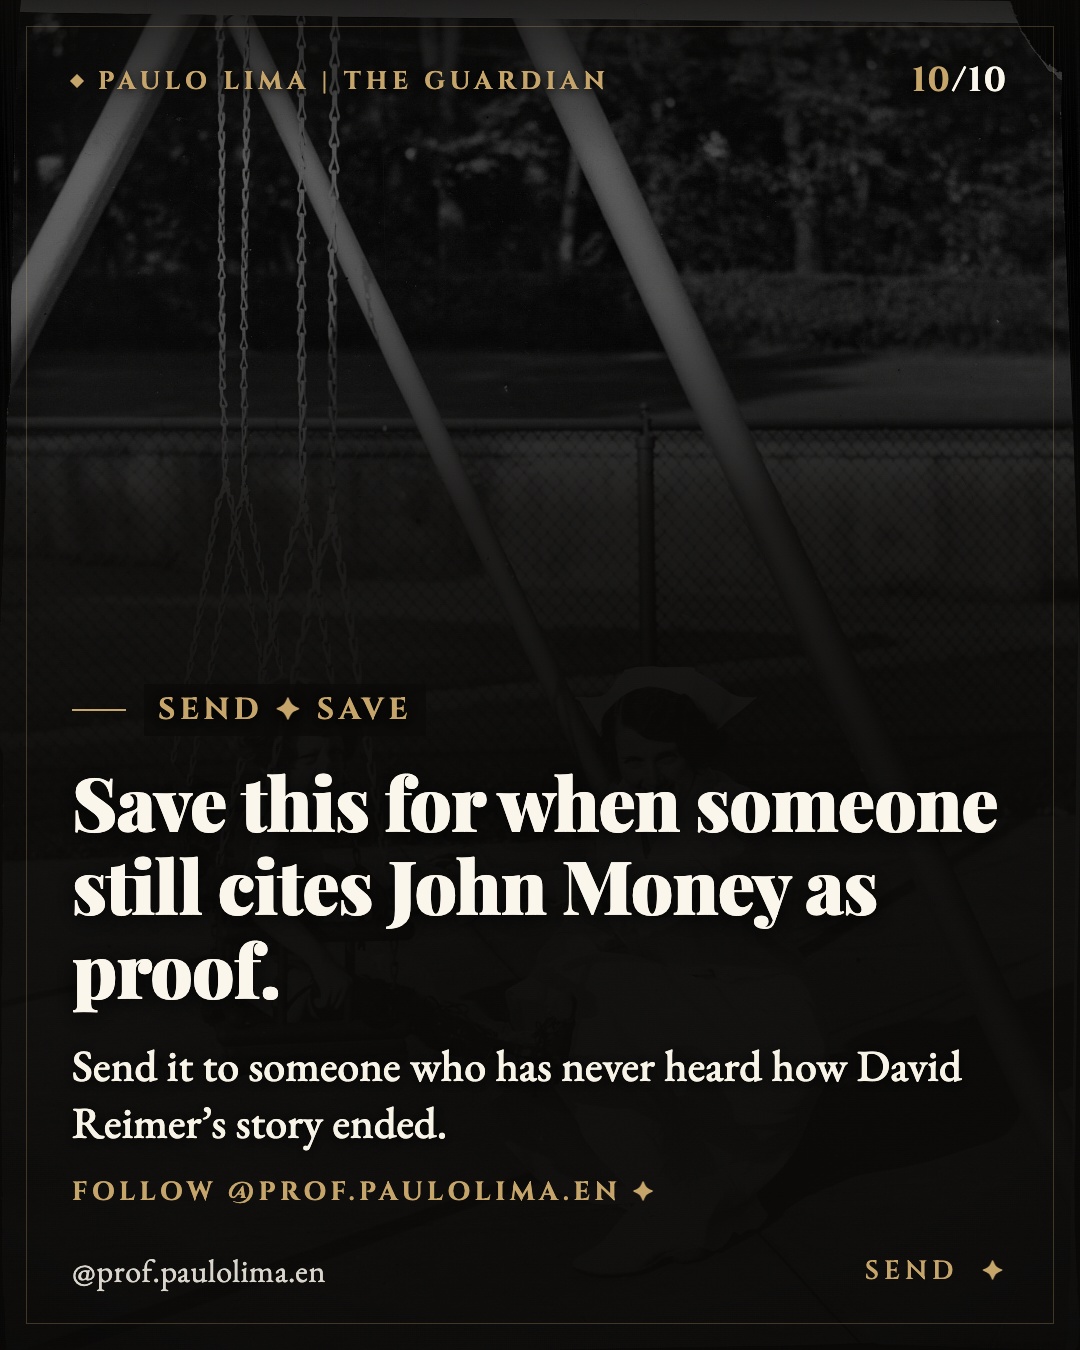 ◆ PAULO LIMA | THE GUARDIAN
10/10
SEND ✦ SAVE
Save this for when someone
still cites John Money as
proof.
Send it to someone who has never heard how David
Reimer’s story ended.
FOLLOW @PROF.PAULOLIMA.EN ✦
@prof.paulolima.en
SEND ✦